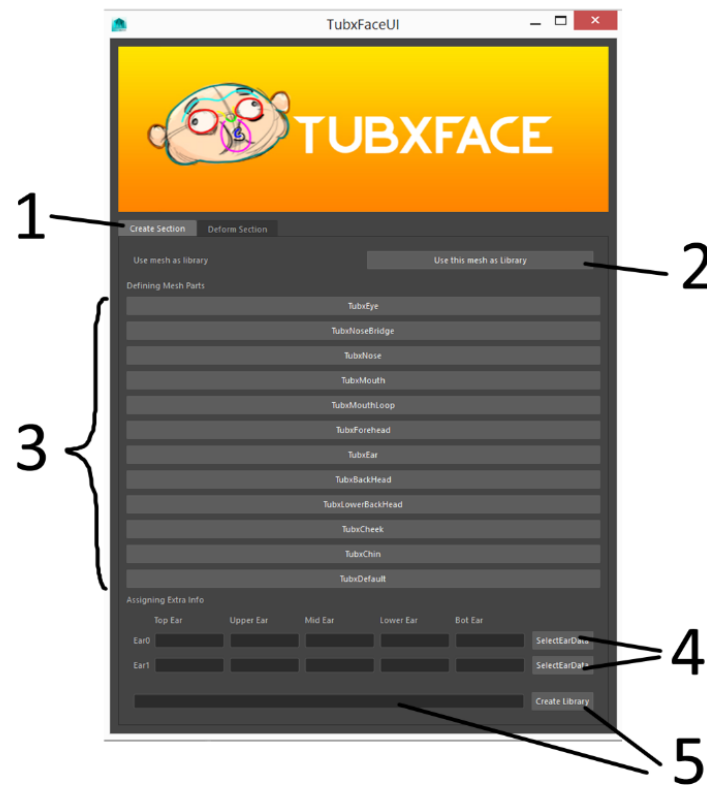 TubxFaceUI
TUBXFACE
1
Create Section Deform Section
Use mesh as library Use this mesh as Library
2
Defining Mesh Parts
TubxEye
TubxNoseBridge
TubxNose
TubxMouth
TubxMouthLoop
TubxForehead
3
TubxEar
TubxBackHead
TubxLowerBackHead
TubxCheek
TubxChin
TubxDefault
Assigning Extra Info
Top Ear Upper Ear Mid Ear Lower Ear Bot Ear
Ear0 SelectEarData
4
Ear1 SelectEarData
Create Library
5